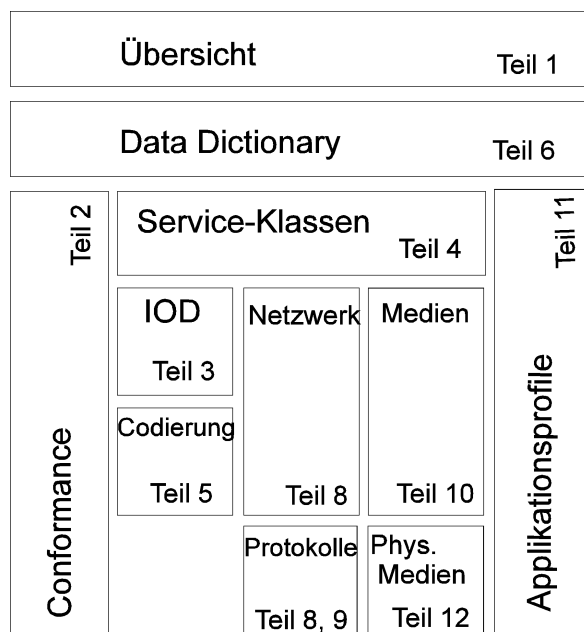 Übersicht
Teil 1
Data Dictionary
Teil 6
Conformance
Teil 2
Service-Klassen
Teil 4
IOD
Teil 3
Codierung
Teil 5
Netzwerk
Teil 8
Medien
Teil 10
Protokolle
Teil 8, 9
Phys.
Medien
Teil 12
Applikationsprofile
Teil 11